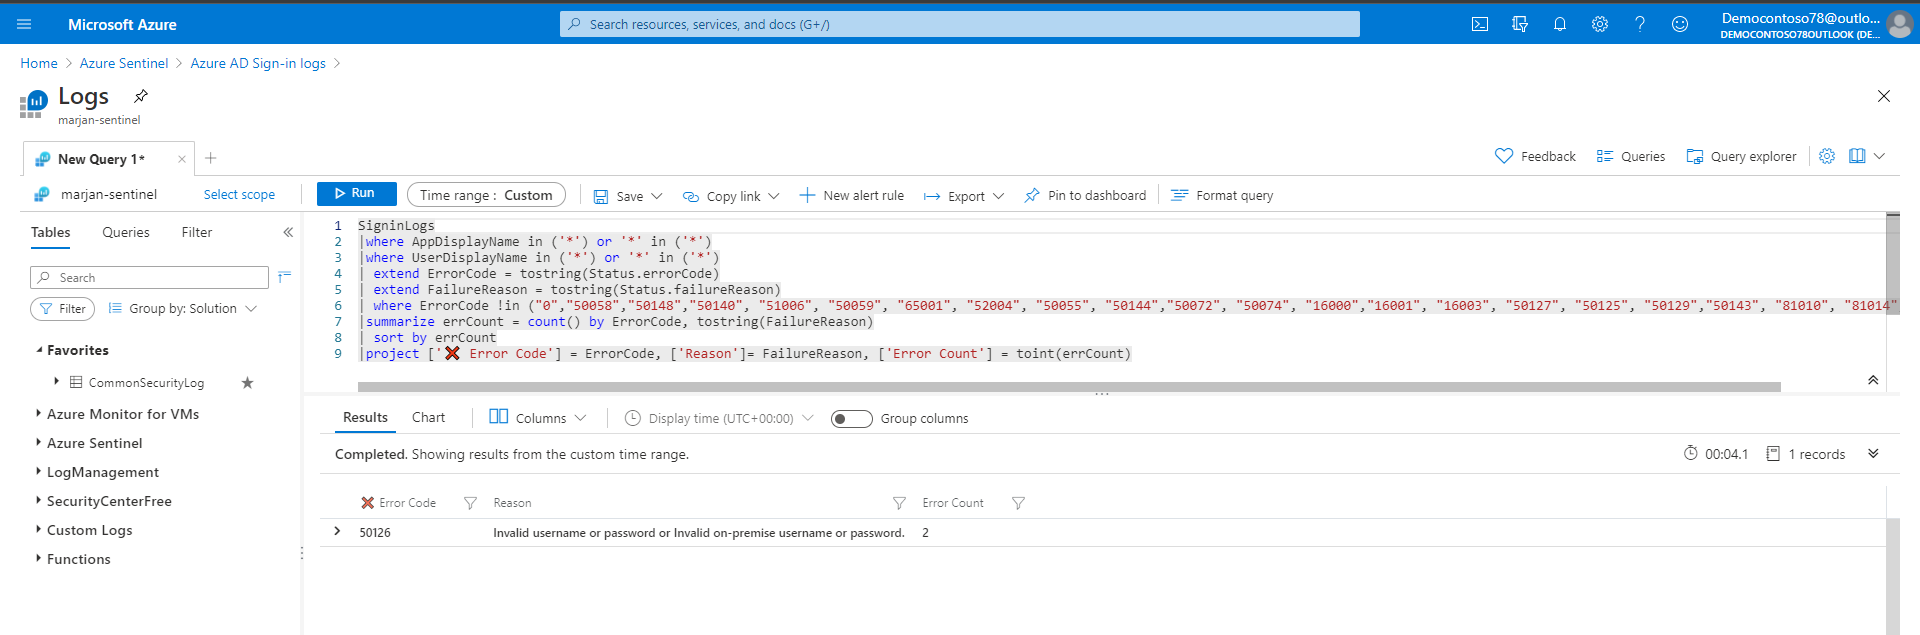 Microsoft Azure
Search resources, services, and docs (G+/)
Democontoso78@outlo...
DEMOCONTOSO78OUTLOOK (DE...
Home > Azure Sentinel > Azure AD Sign-in logs >
Logs
marjan-sentinel
New Query 1*
Feedback
Queries
Query explorer
marjan-sentinel
Select scope
Run
Time range : Custom
Save
Copy link
New alert rule
Export
Pin to dashboard
Format query
Tables
Queries
Filter
Search
Filter
Group by: Solution
Favorites
CommonSecurityLog
Azure Monitor for VMs
Azure Sentinel
LogManagement
SecurityCenterFree
Custom Logs
Functions
1 SigninLogs
2 |where AppDisplayName in ('*') or '*' in ('*')
3 |where UserDisplayName in ('*') or '*' in ('*')
4 | extend ErrorCode = tostring(Status.errorCode)
5 | extend FailureReason = tostring(Status.failureReason)
6 | where ErrorCode !in ("0","50058","50148","50140", "51006", "50059", "65001", "52004", "50055", "50144","50072", "50074", "16000","16001", "16003", "50127", "50125", "50129","50143", "81010", "81014"
7 |summarize errCount = count() by ErrorCode, tostring(FailureReason)
8 | sort by errCount
9 |project ['❌ Error Code'] = ErrorCode, ['Reason']= FailureReason, ['Error Count'] = toint(errCount)
Results
Chart
Columns
Display time (UTC+00:00)
Group columns
Completed. Showing results from the custom time range.
00:04.1
1 records
❌ Error Code
Reason
Error Count
50126
Invalid username or password or Invalid on-premise username or password.
2